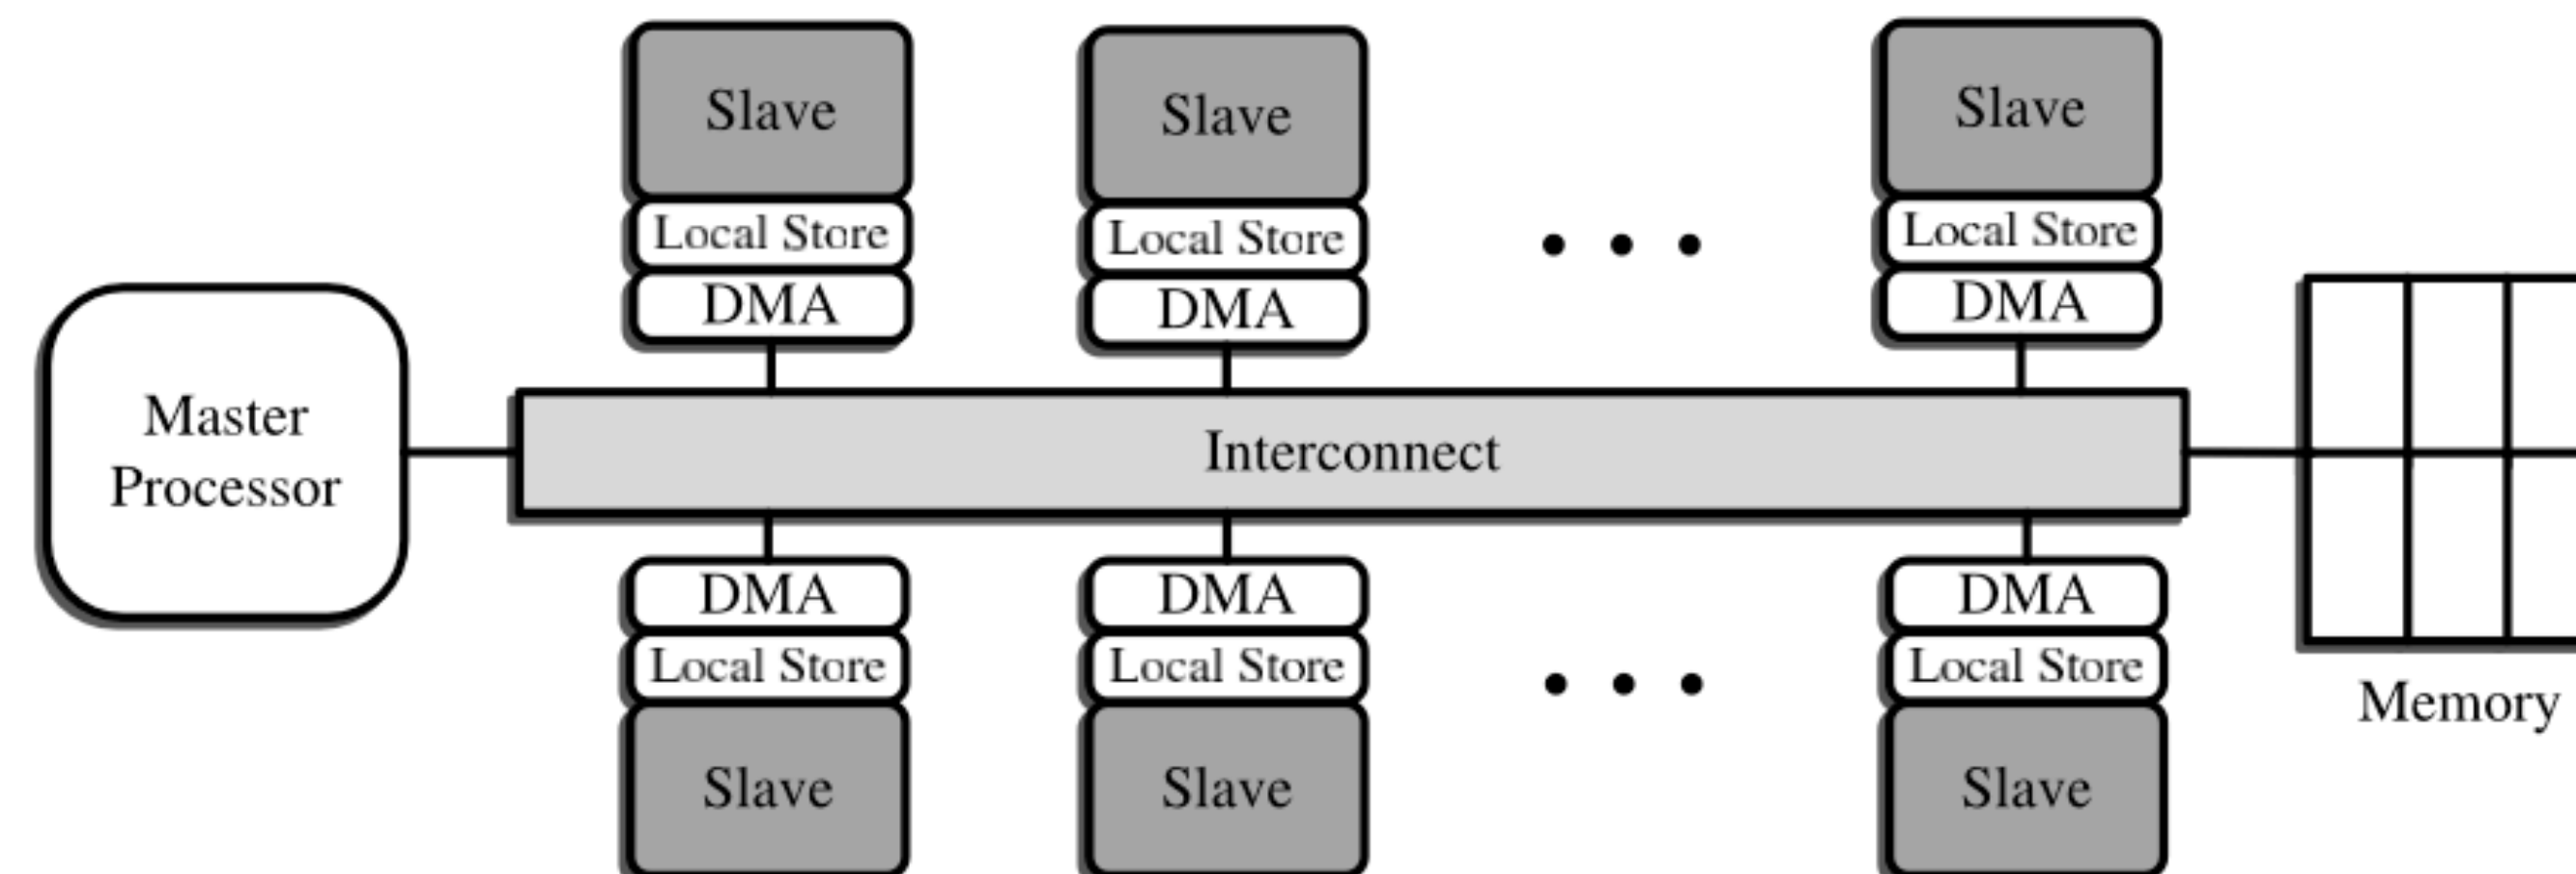 Slave
Slave
Slave
Local Store
Local Store
Local Store
DMA
DMA
DMA
Master
Processor
Interconnect
DMA
DMA
DMA
Local Store
Local Store
Local Store
Memory
Slave
Slave
Slave